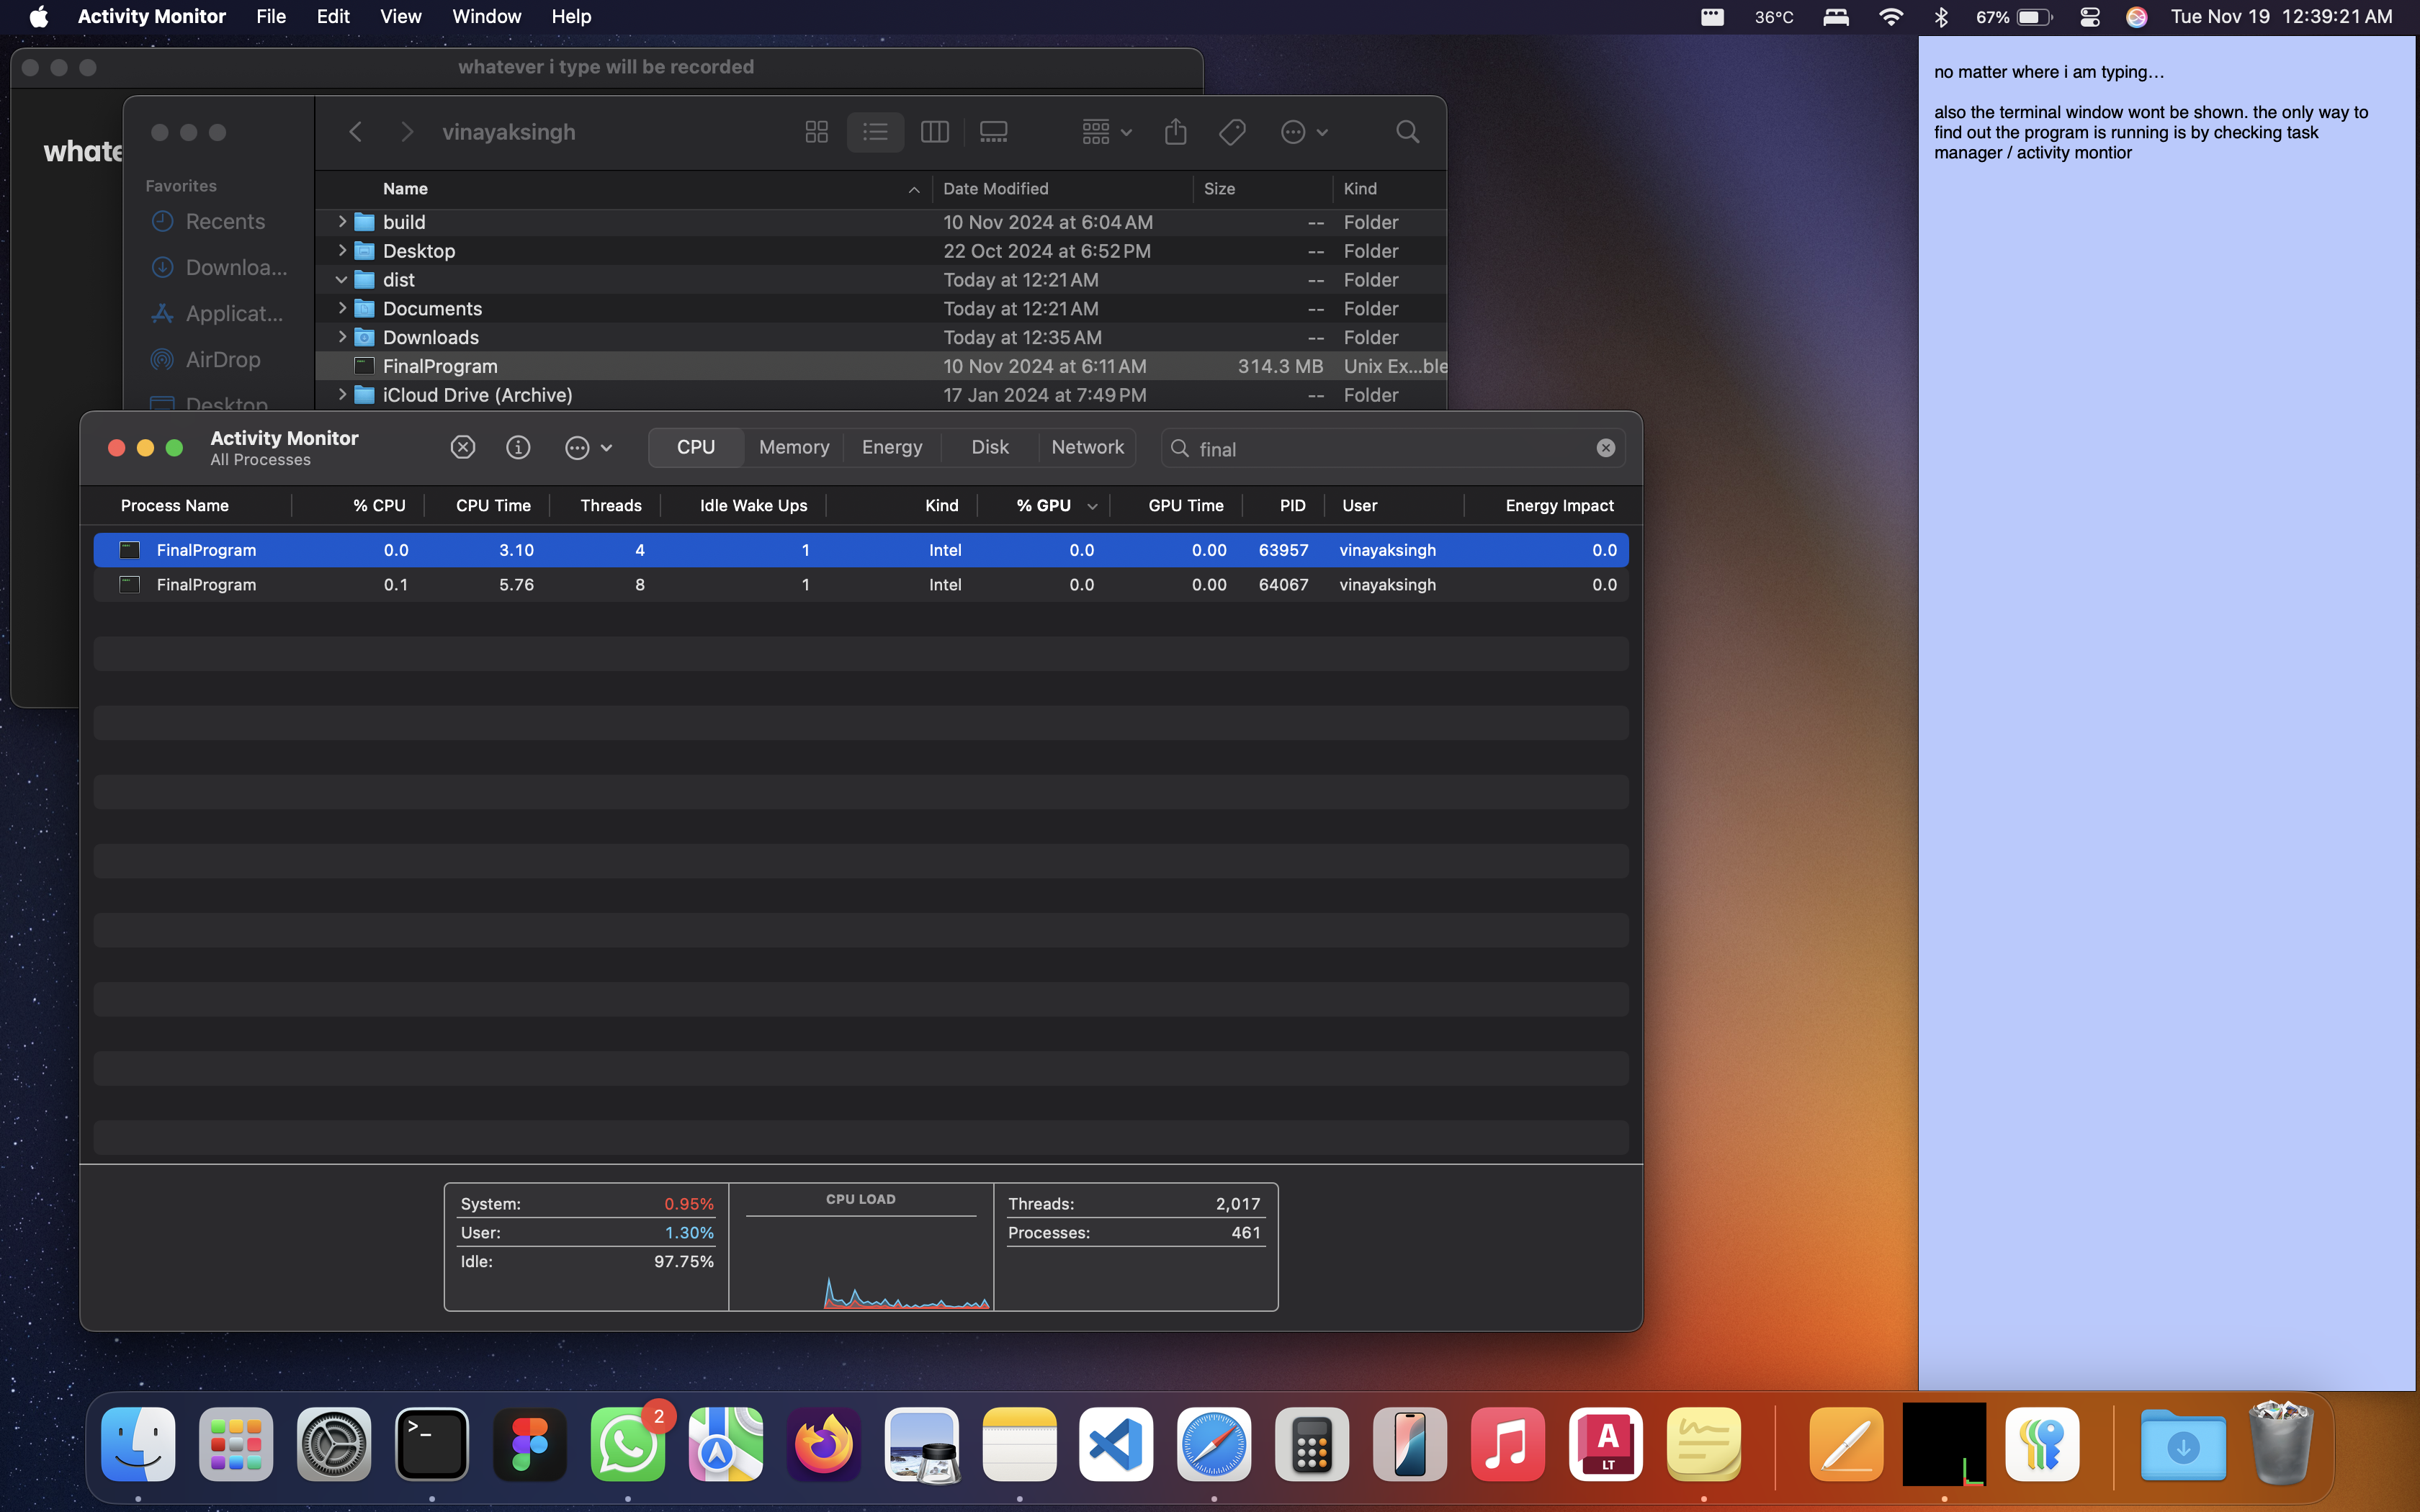 Activity Monitor File Edit View Window Help 36°C 67% Tue Nov 19 12:39:21 AM
whatever i type will be recorded
whate
vinayaksingh
Favorites
Recents
Downloa...
Applicat...
AirDrop
Desktop
Name Date Modified Size Kind
build 10 Nov 2024 at 6:04 AM -- Folder
Desktop 22 Oct 2024 at 6:52 PM -- Folder
dist Today at 12:21 AM -- Folder
Documents Today at 12:21 AM -- Folder
Downloads Today at 12:35 AM -- Folder
FinalProgram 10 Nov 2024 at 6:11 AM 314.3 MB Unix Ex...ble
iCloud Drive (Archive) 17 Jan 2024 at 7:49 PM -- Folder
Activity Monitor
All Processes
CPU Memory Energy Disk Network final
Process Name % CPU CPU Time Threads Idle Wake Ups Kind % GPU GPU Time PID User Energy Impact
FinalProgram 0.0 3.10 4 1 Intel 0.0 0.00 63957 vinayaksingh 0.0
FinalProgram 0.1 5.76 8 1 Intel 0.0 0.00 64067 vinayaksingh 0.0
System: 0.95%
User: 1.30%
Idle: 97.75%
CPU LOAD
Threads: 2,017
Processes: 461
no matter where i am typing...
also the terminal window wont be shown. the only way to
find out the program is running is by checking task
manager / activity montior
>_
2
A
LT